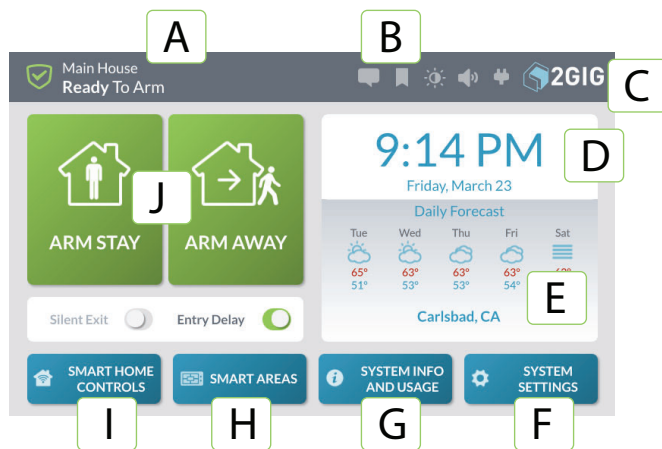 A
B
Main House
Ready To Arm
2GIG
C
9:14 PM
D
Friday, March 23
J
ARM STAY
ARM AWAY
Daily Forecast
Tue Wed Thu Fri Sat
65° 63° 63° 63°
51° 53° 53° 54°
E
Carlsbad, CA
Silent Exit
Entry Delay
SMART HOME
CONTROLS
SMART AREAS
SYSTEM INFO
AND USAGE
SYSTEM
SETTINGS
I
H
G
F